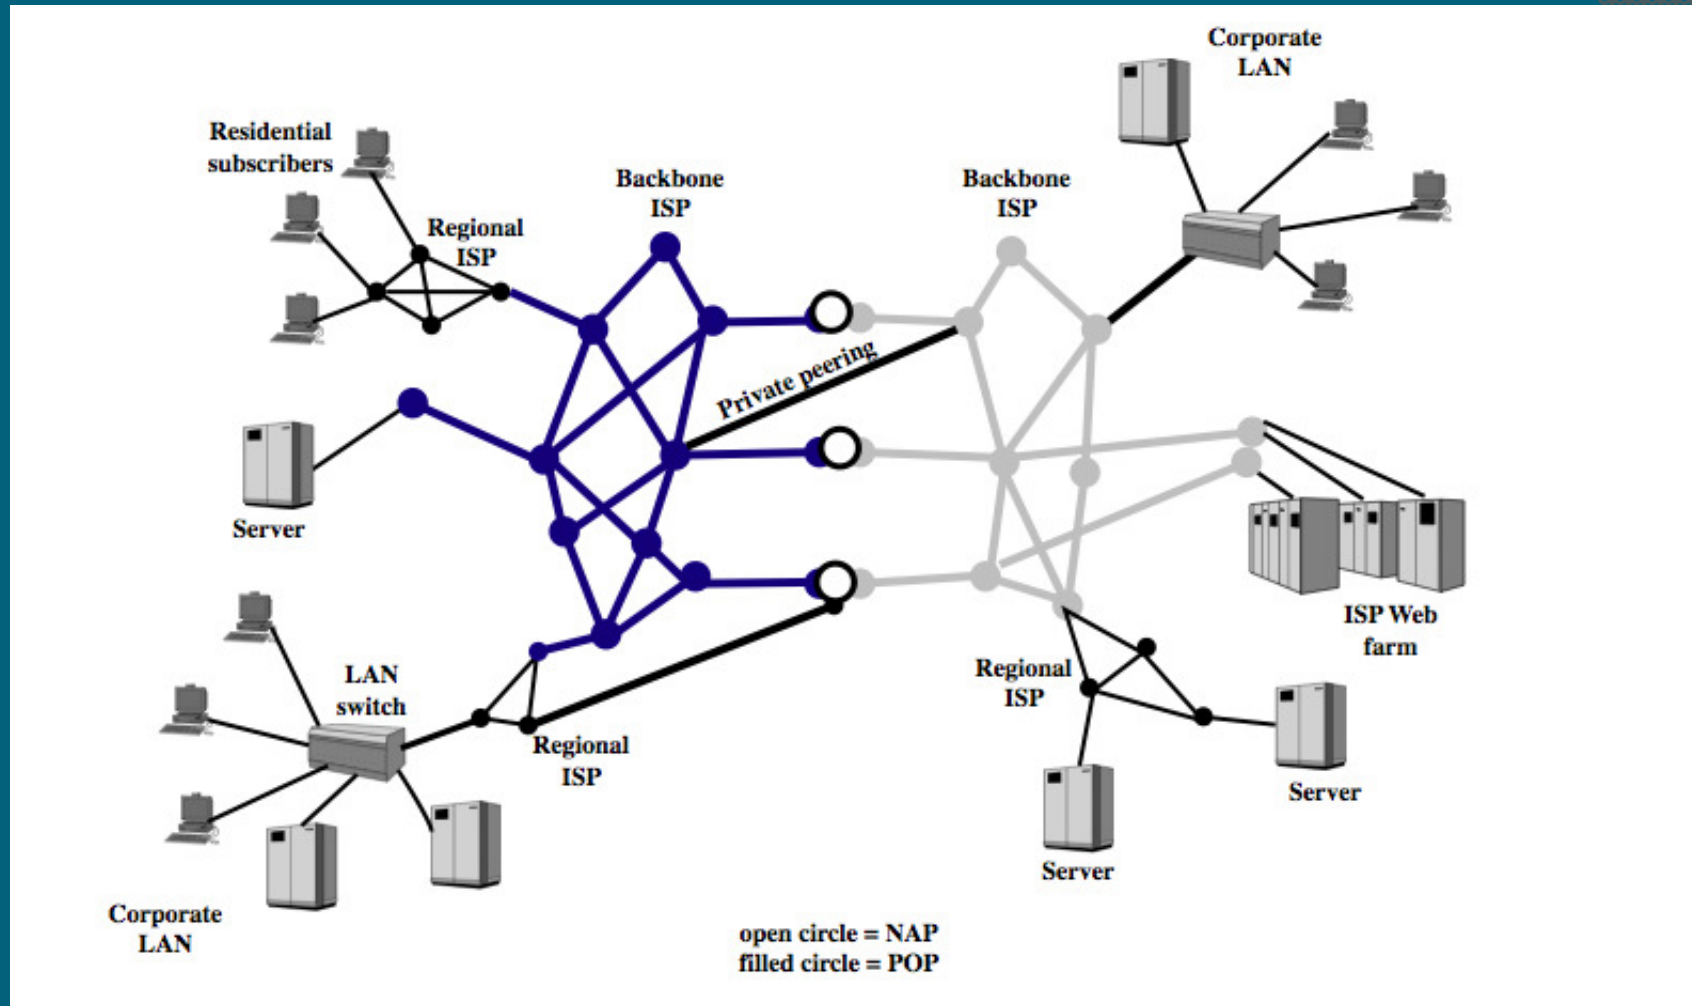 Corporate
LAN
Residential
subscribers
Backbone
ISP
Backbone
ISP
Regional
ISP
Private peering
Server
ISP Web
farm
LAN
switch
Regional
ISP
Regional
ISP
Server
Server
Corporate
LAN
open circle = NAP
filled circle = POP